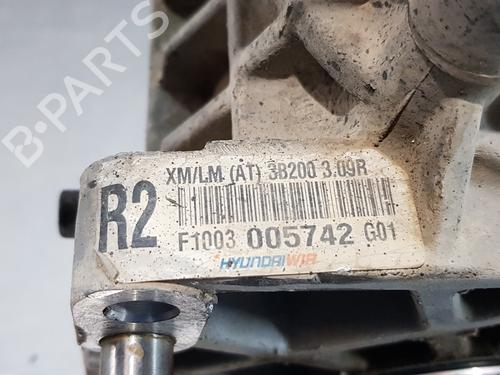 B-PARTS
XM/LM. (AT) 3B200 3.09R
R2
F1003 005742 G01
HYUNDAI WIA